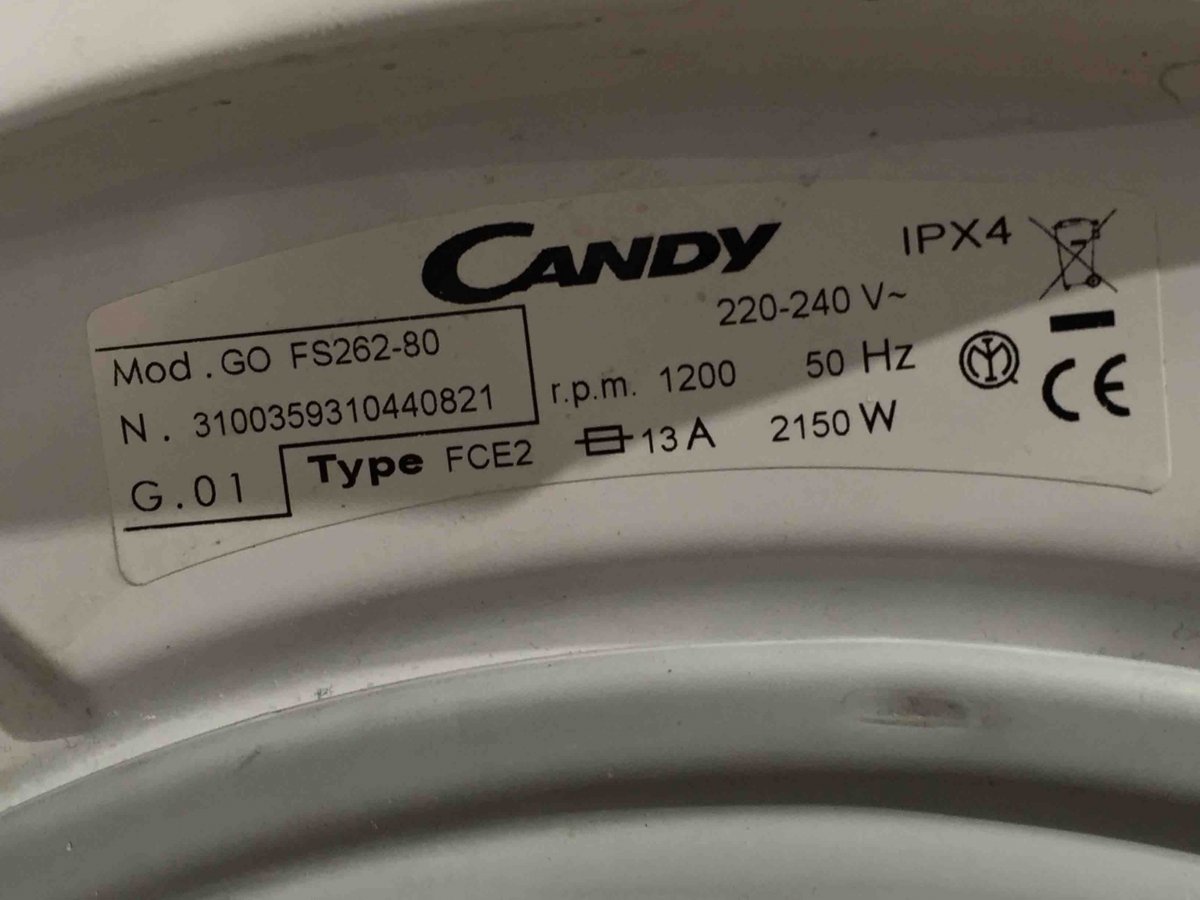 CANDY
IPX4
Mod . GO FS262-80
220-240 V~
N . 3100359310440821
r.p.m. 1200
50 Hz
G . 01
Type FCE2
13 A
2150 W
CE